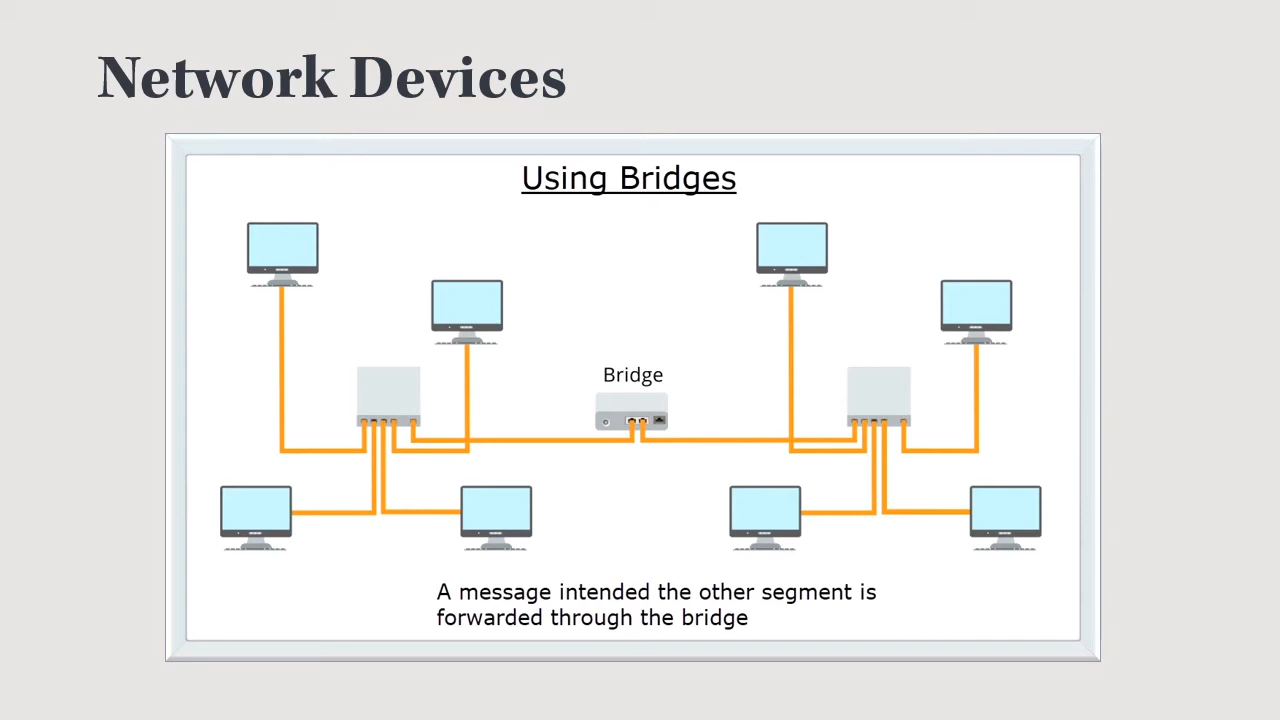 Network Devices
Using Bridges
Bridge
A message intended the other segment is
forwarded through the bridge